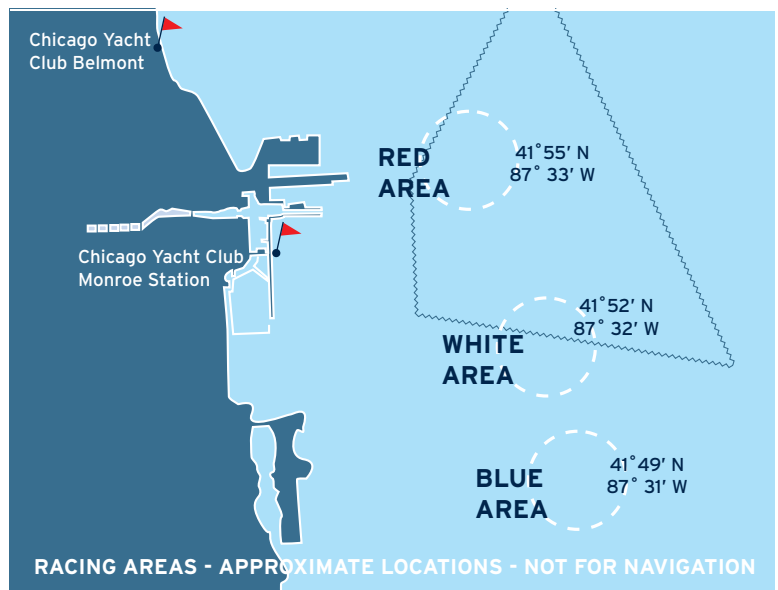 Chicago Yacht
Club Belmont
RED
AREA
41°55′ N
87° 33′ W
Chicago Yacht Club
Monroe Station
41°52′ N
87° 32′ W
WHITE
AREA
BLUE
AREA
41°49′ N
87° 31′ W
RACING AREAS - APPROXIMATE LOCATIONS - NOT FOR NAVIGATION